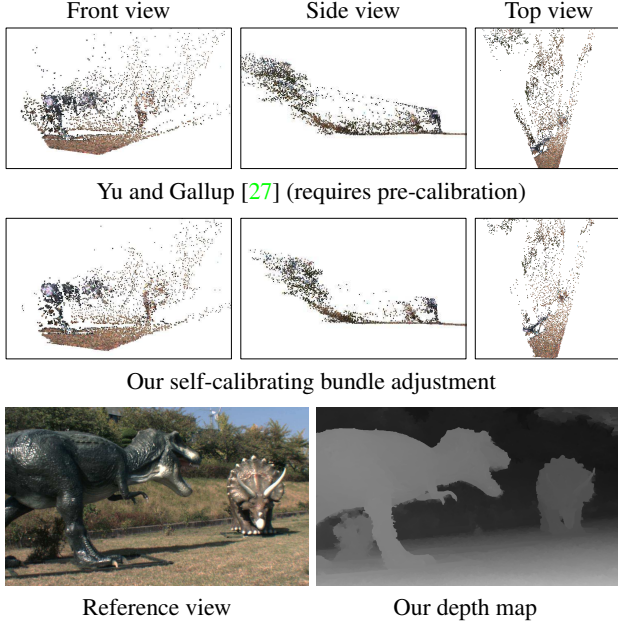 Front view
Side view
Top view
Yu and Gallup [27] (requires pre-calibration)
Our self-calibrating bundle adjustment
Reference view
Our depth map